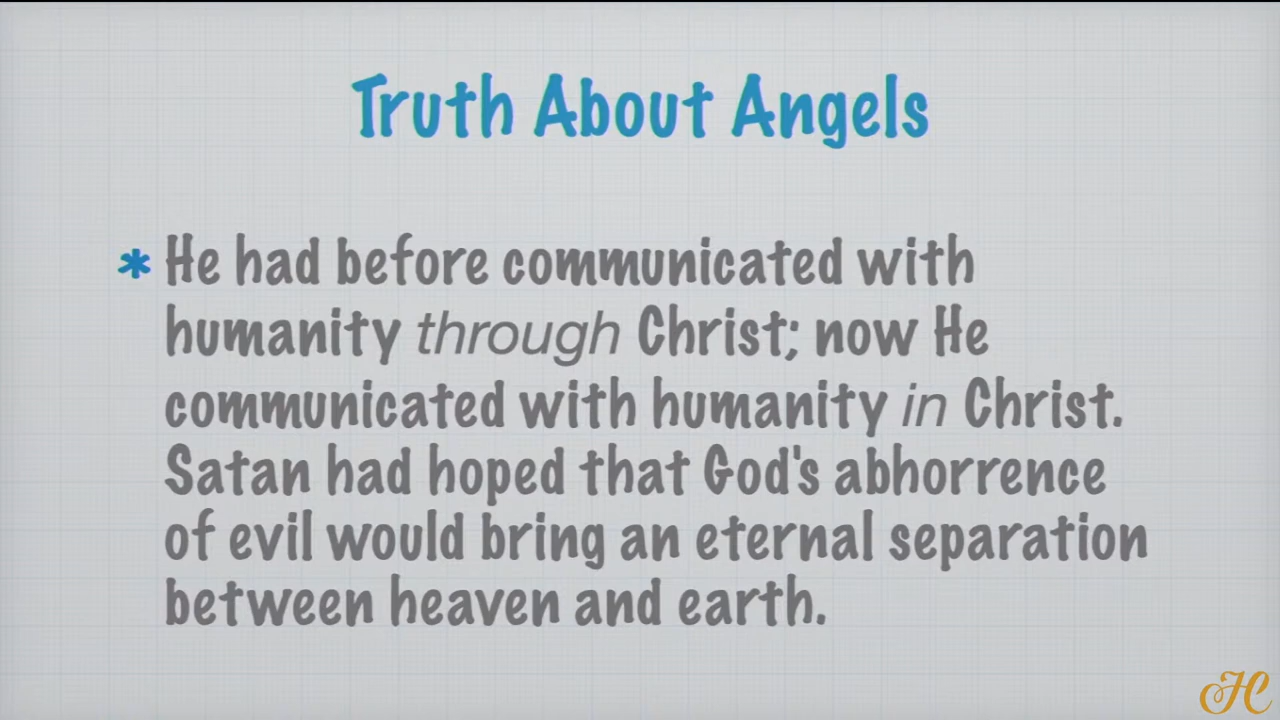 Truth About Angels
* He had before communicated with
humanity through Christ; now He
communicated with humanity in Christ.
Satan had hoped that God's abhorrence
of evil would bring an eternal separation
between heaven and earth.
H